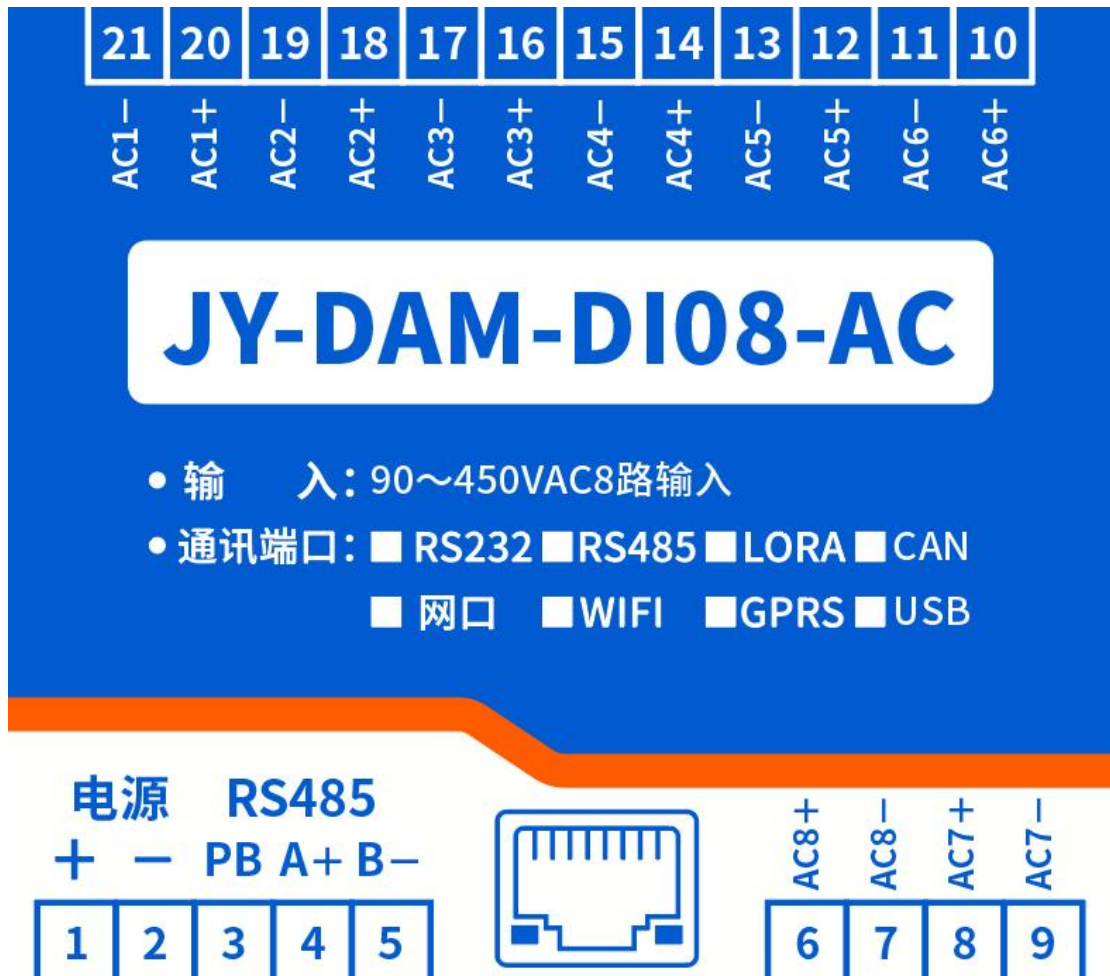 21 20 19 18 17 16 15 14 13 12 11 10
AC1- AC1+ AC2- AC2+ AC3- AC3+ AC4- AC4+ AC5- AC5+ AC6- AC6+
JY-DAM-DI08-AC
● 输 入：90～450VAC8路输入
● 通讯端口：■ RS232 ■RS485 ■LORA ■CAN
■ 网口 ■WIFI ■GPRS ■USB
电源 RS485
+ - PB A+ B-
AC8+ AC8- AC7+ AC7-
1 2 3 4 5 6 7 8 9